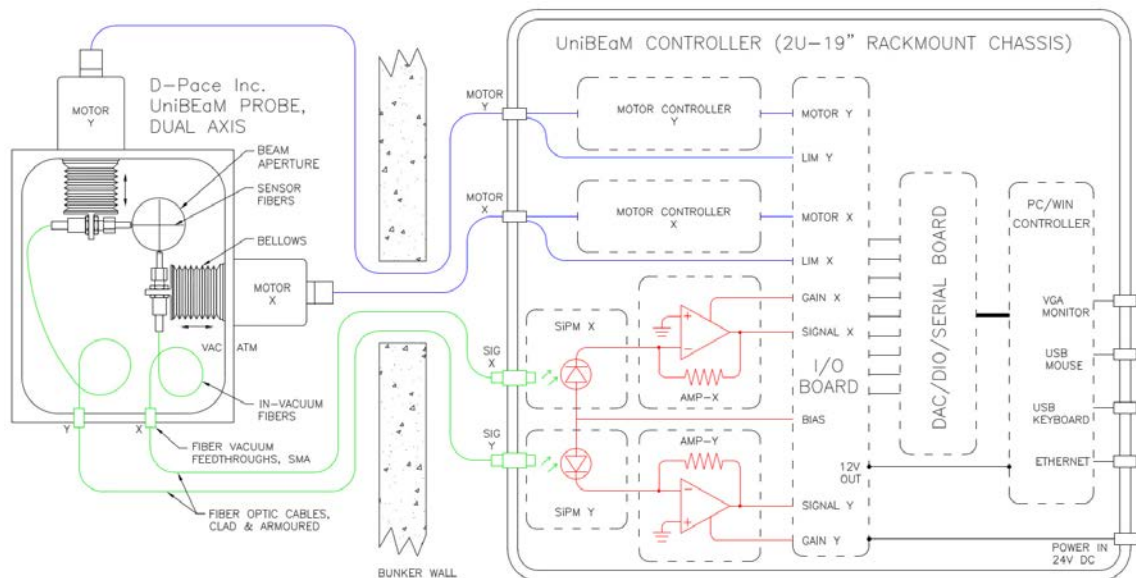 UniBEaM CONTROLLER (2U-19" RACKMOUNT CHASSIS)
D-Pace Inc.
UniBEaM PROBE,
DUAL AXIS
MOTOR
Y
BEAM
APERTURE
SENSOR
FIBERS
BELLOWS
MOTOR
X
VAC
ATM
IN-VACUUM
FIBERS
Y
X
FIBER VACUUM
FEEDTHROUGHS, SMA
FIBER OPTIC CABLES,
CLAD & ARMOURED
BUNKER WALL
MOTOR
Y
MOTOR
X
SIG
X
SIG
Y
MOTOR CONTROLLER
Y
MOTOR CONTROLLER
X
SiPM X
AMP-X
AMP-Y
SiPM Y
MOTOR Y
LIM Y
MOTOR X
LIM X
GAIN X
SIGNAL X
I/O
BOARD
BIAS
12V
OUT
SIGNAL Y
GAIN Y
DAC/DIO/SERIAL BOARD
PC/WIN
CONTROLLER
VGA
MONITOR
USB
MOUSE
USB
KEYBOARD
ETHERNET
POWER IN
24V DC